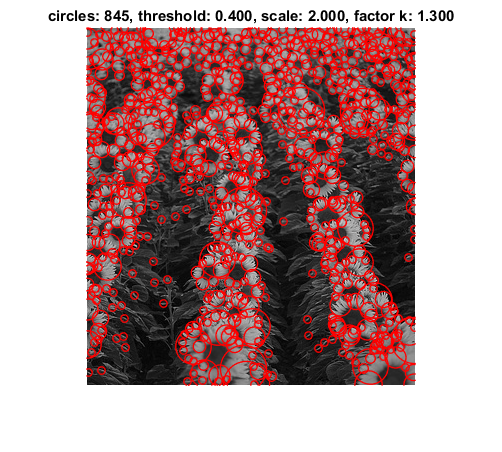 circles: 845, threshold: 0.400, scale: 2.000, factor k: 1.300